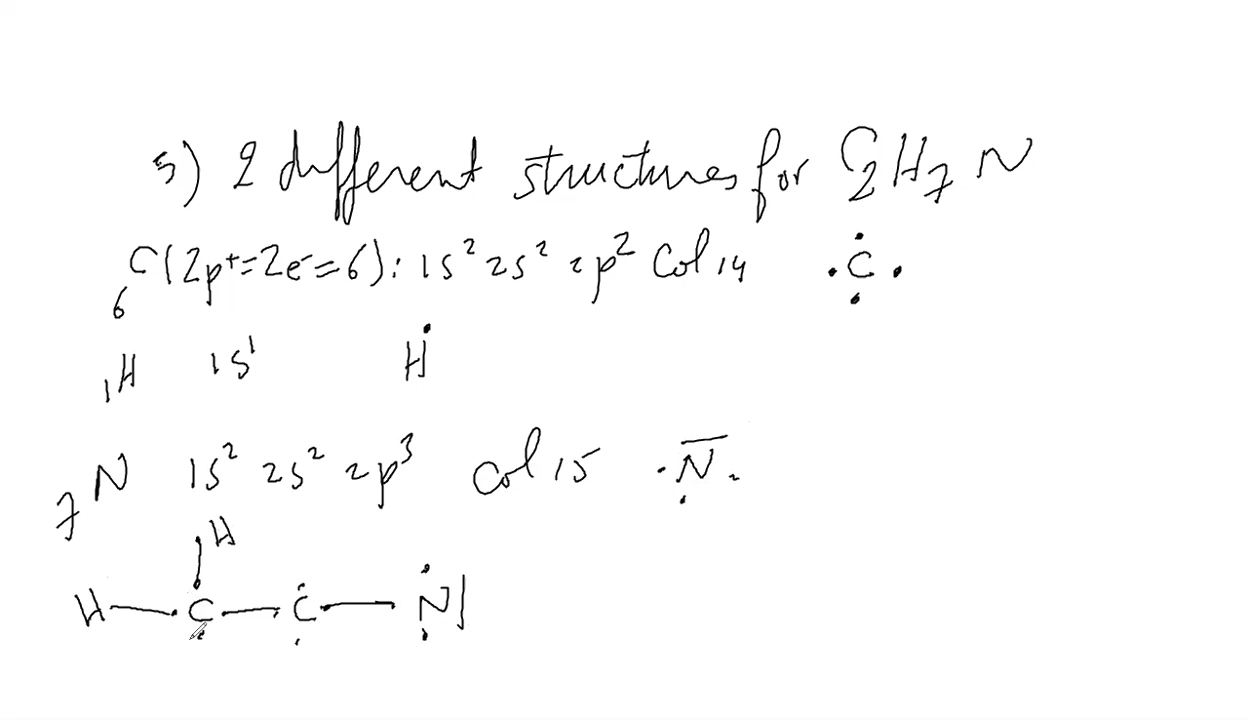 5) 2 different structures for C₂H₇N
₆C (2p⁺=2e⁻=6): 1s² 2s² 2p² Col 14 C
₁H 1s¹ H
₇N 1s² 2s² 2p³ Col 15 N
H
H C C N